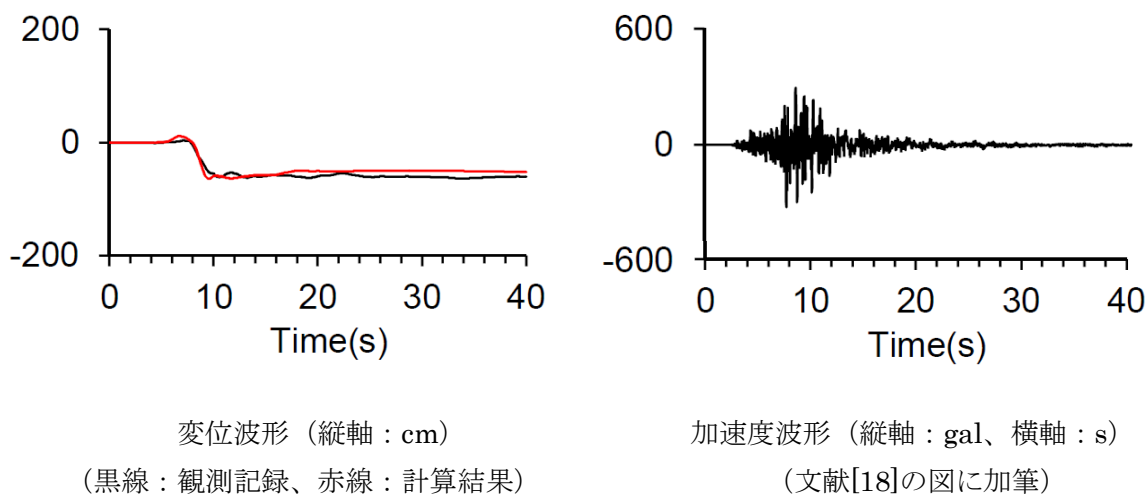 200
0
-200
0 10 20 30 40
Time(s)
変位波形（縦軸：cm）
（黒線：観測記録、赤線：計算結果）
600
0
-600
0 10 20 30 40
Time(s)
加速度波形（縦軸：gal、横軸：s）
（文献[18]の図に加筆）